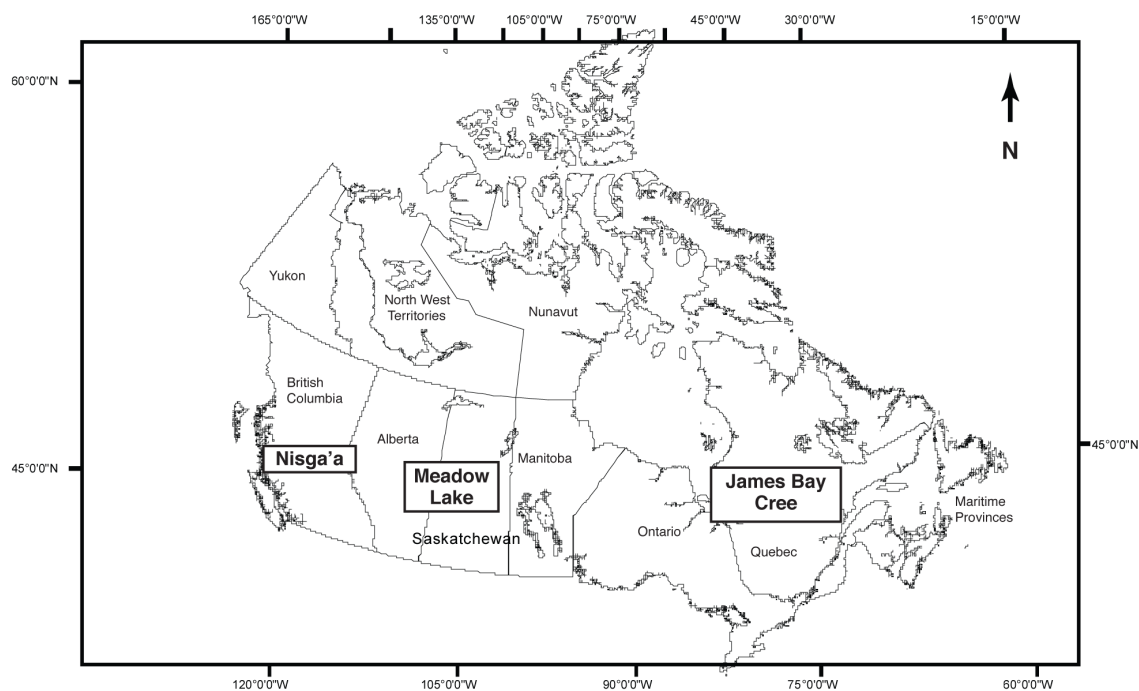 165°0'0"W 135°0'0"W 105°0'0"W 75°0'0"W 45°0'0"W 30°0'0"W 15°0'0"W
60°0'0"N
N
Yukon
North West
Territories
Nunavut
British
Columbia
Alberta
Manitoba
45°0'0"N
45°0'0"N
Nisga'a
Meadow
Lake
James Bay
Cree
Maritime
Provinces
Saskatchewan
Ontario
Quebec
120°0'0"W 105°0'0"W 90°0'0"W 75°0'0"W 60°0'0"W